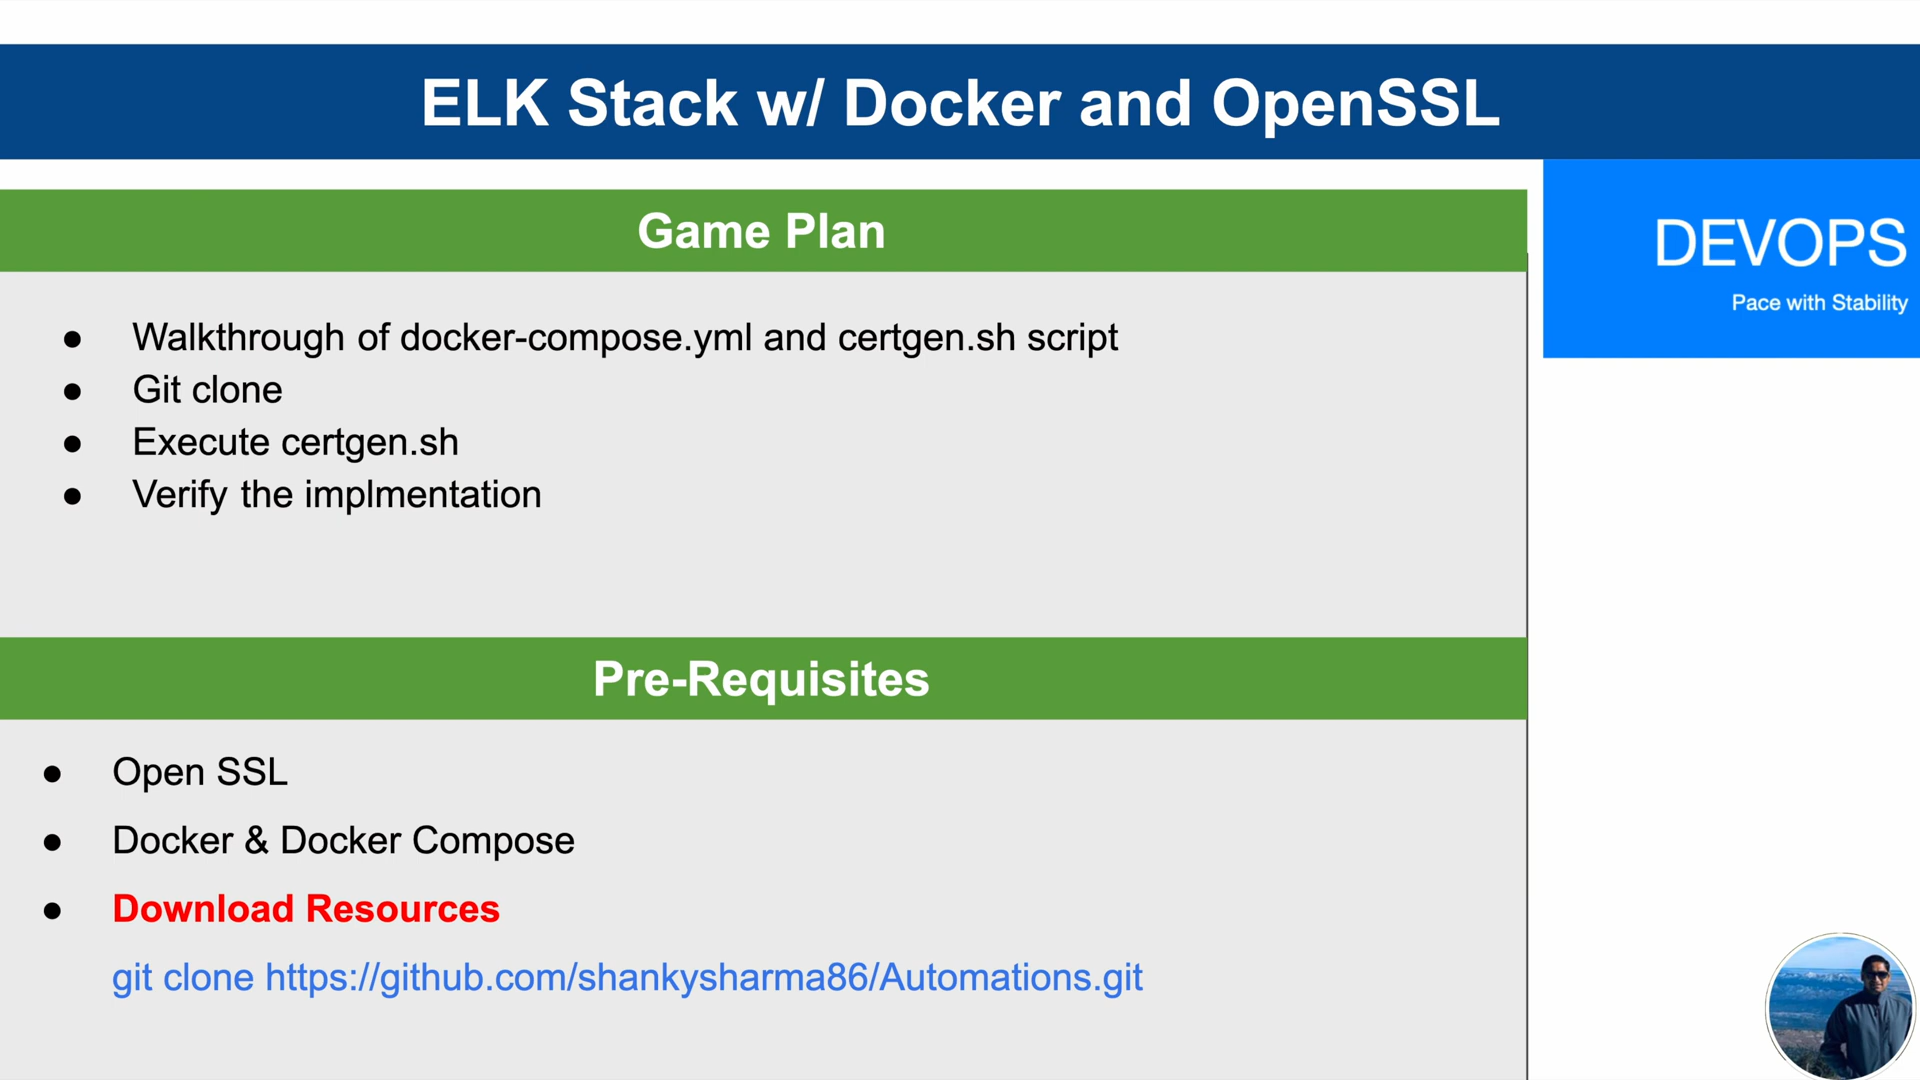 ELK Stack w/ Docker and OpenSSL
Game Plan
DEVOPS
Pace with Stability
● Walkthrough of docker-compose.yml and certgen.sh script
● Git clone
● Execute certgen.sh
● Verify the implmentation
Pre-Requisites
● Open SSL
● Docker & Docker Compose
● Download Resources
git clone https://github.com/shankysharma86/Automations.git